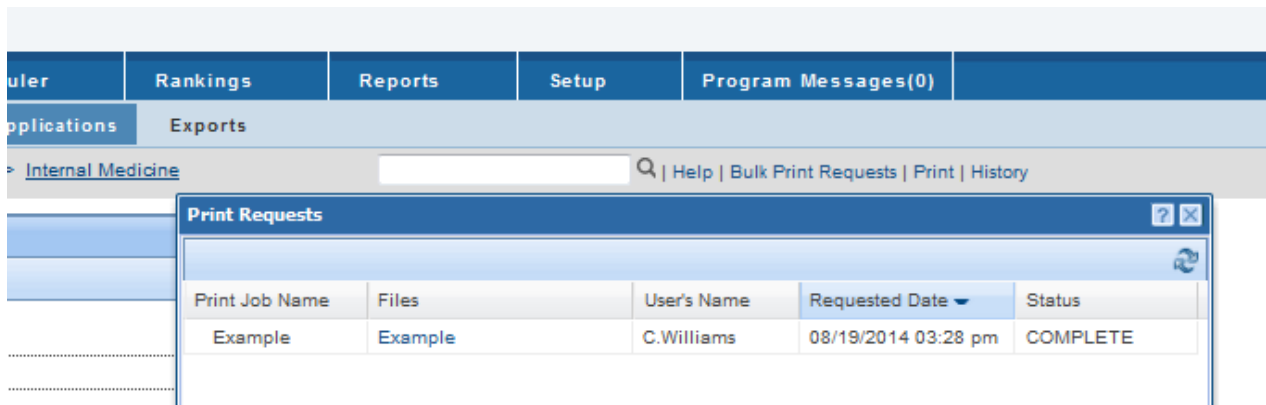 uler Rankings Reports Setup Program Messages(0)
pplications Exports
> Internal Medicine | Help | Bulk Print Requests | Print | History
Print Requests
Print Job Name Files User's Name Requested Date Status
Example Example C.Williams 08/19/2014 03:28 pm COMPLETE